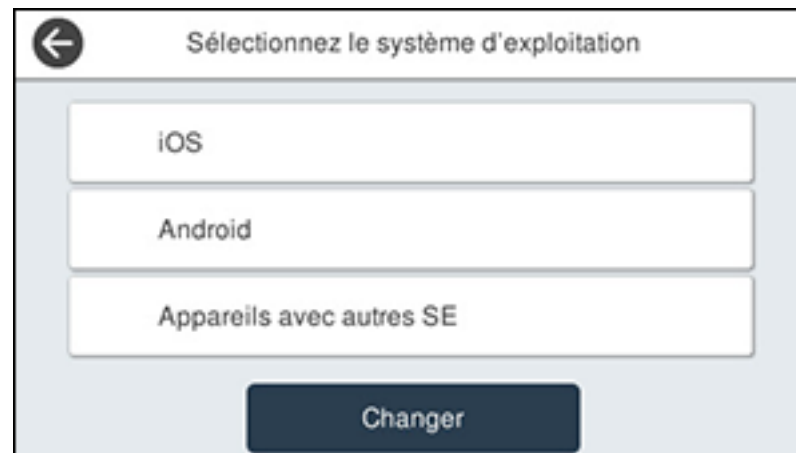 Sélectionnez le système d'exploitation
iOS
Android
Appareils avec autres SE
Changer